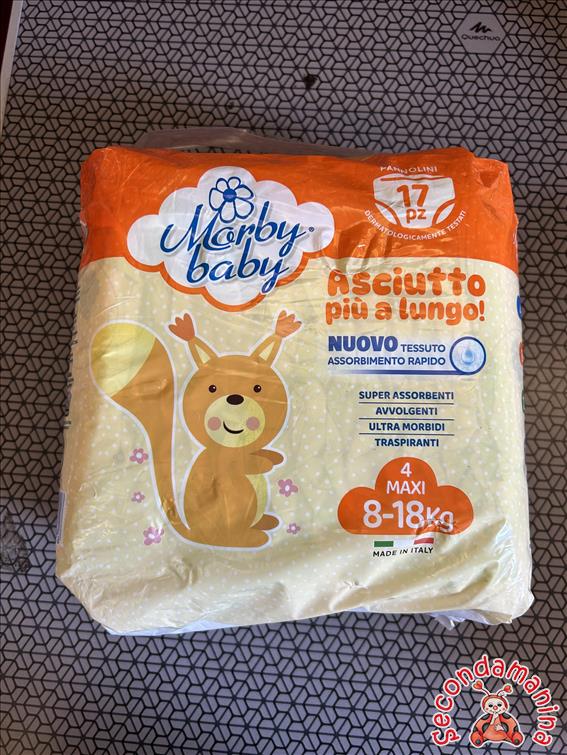 Quechua
PANNOLINI
17
pz
DERMATOLOGICAMENTE TESTATI
Morby®
baby
Asciutto
più a lungo!
NUOVO TESSUTO
ASSORBIMENTO RAPIDO
SUPER ASSORBENTI
AVVOLGENTI
ULTRA MORBIDI
TRASPIRANTI
4
MAXI
8-18Kg
MADE IN ITALY
secondamanina